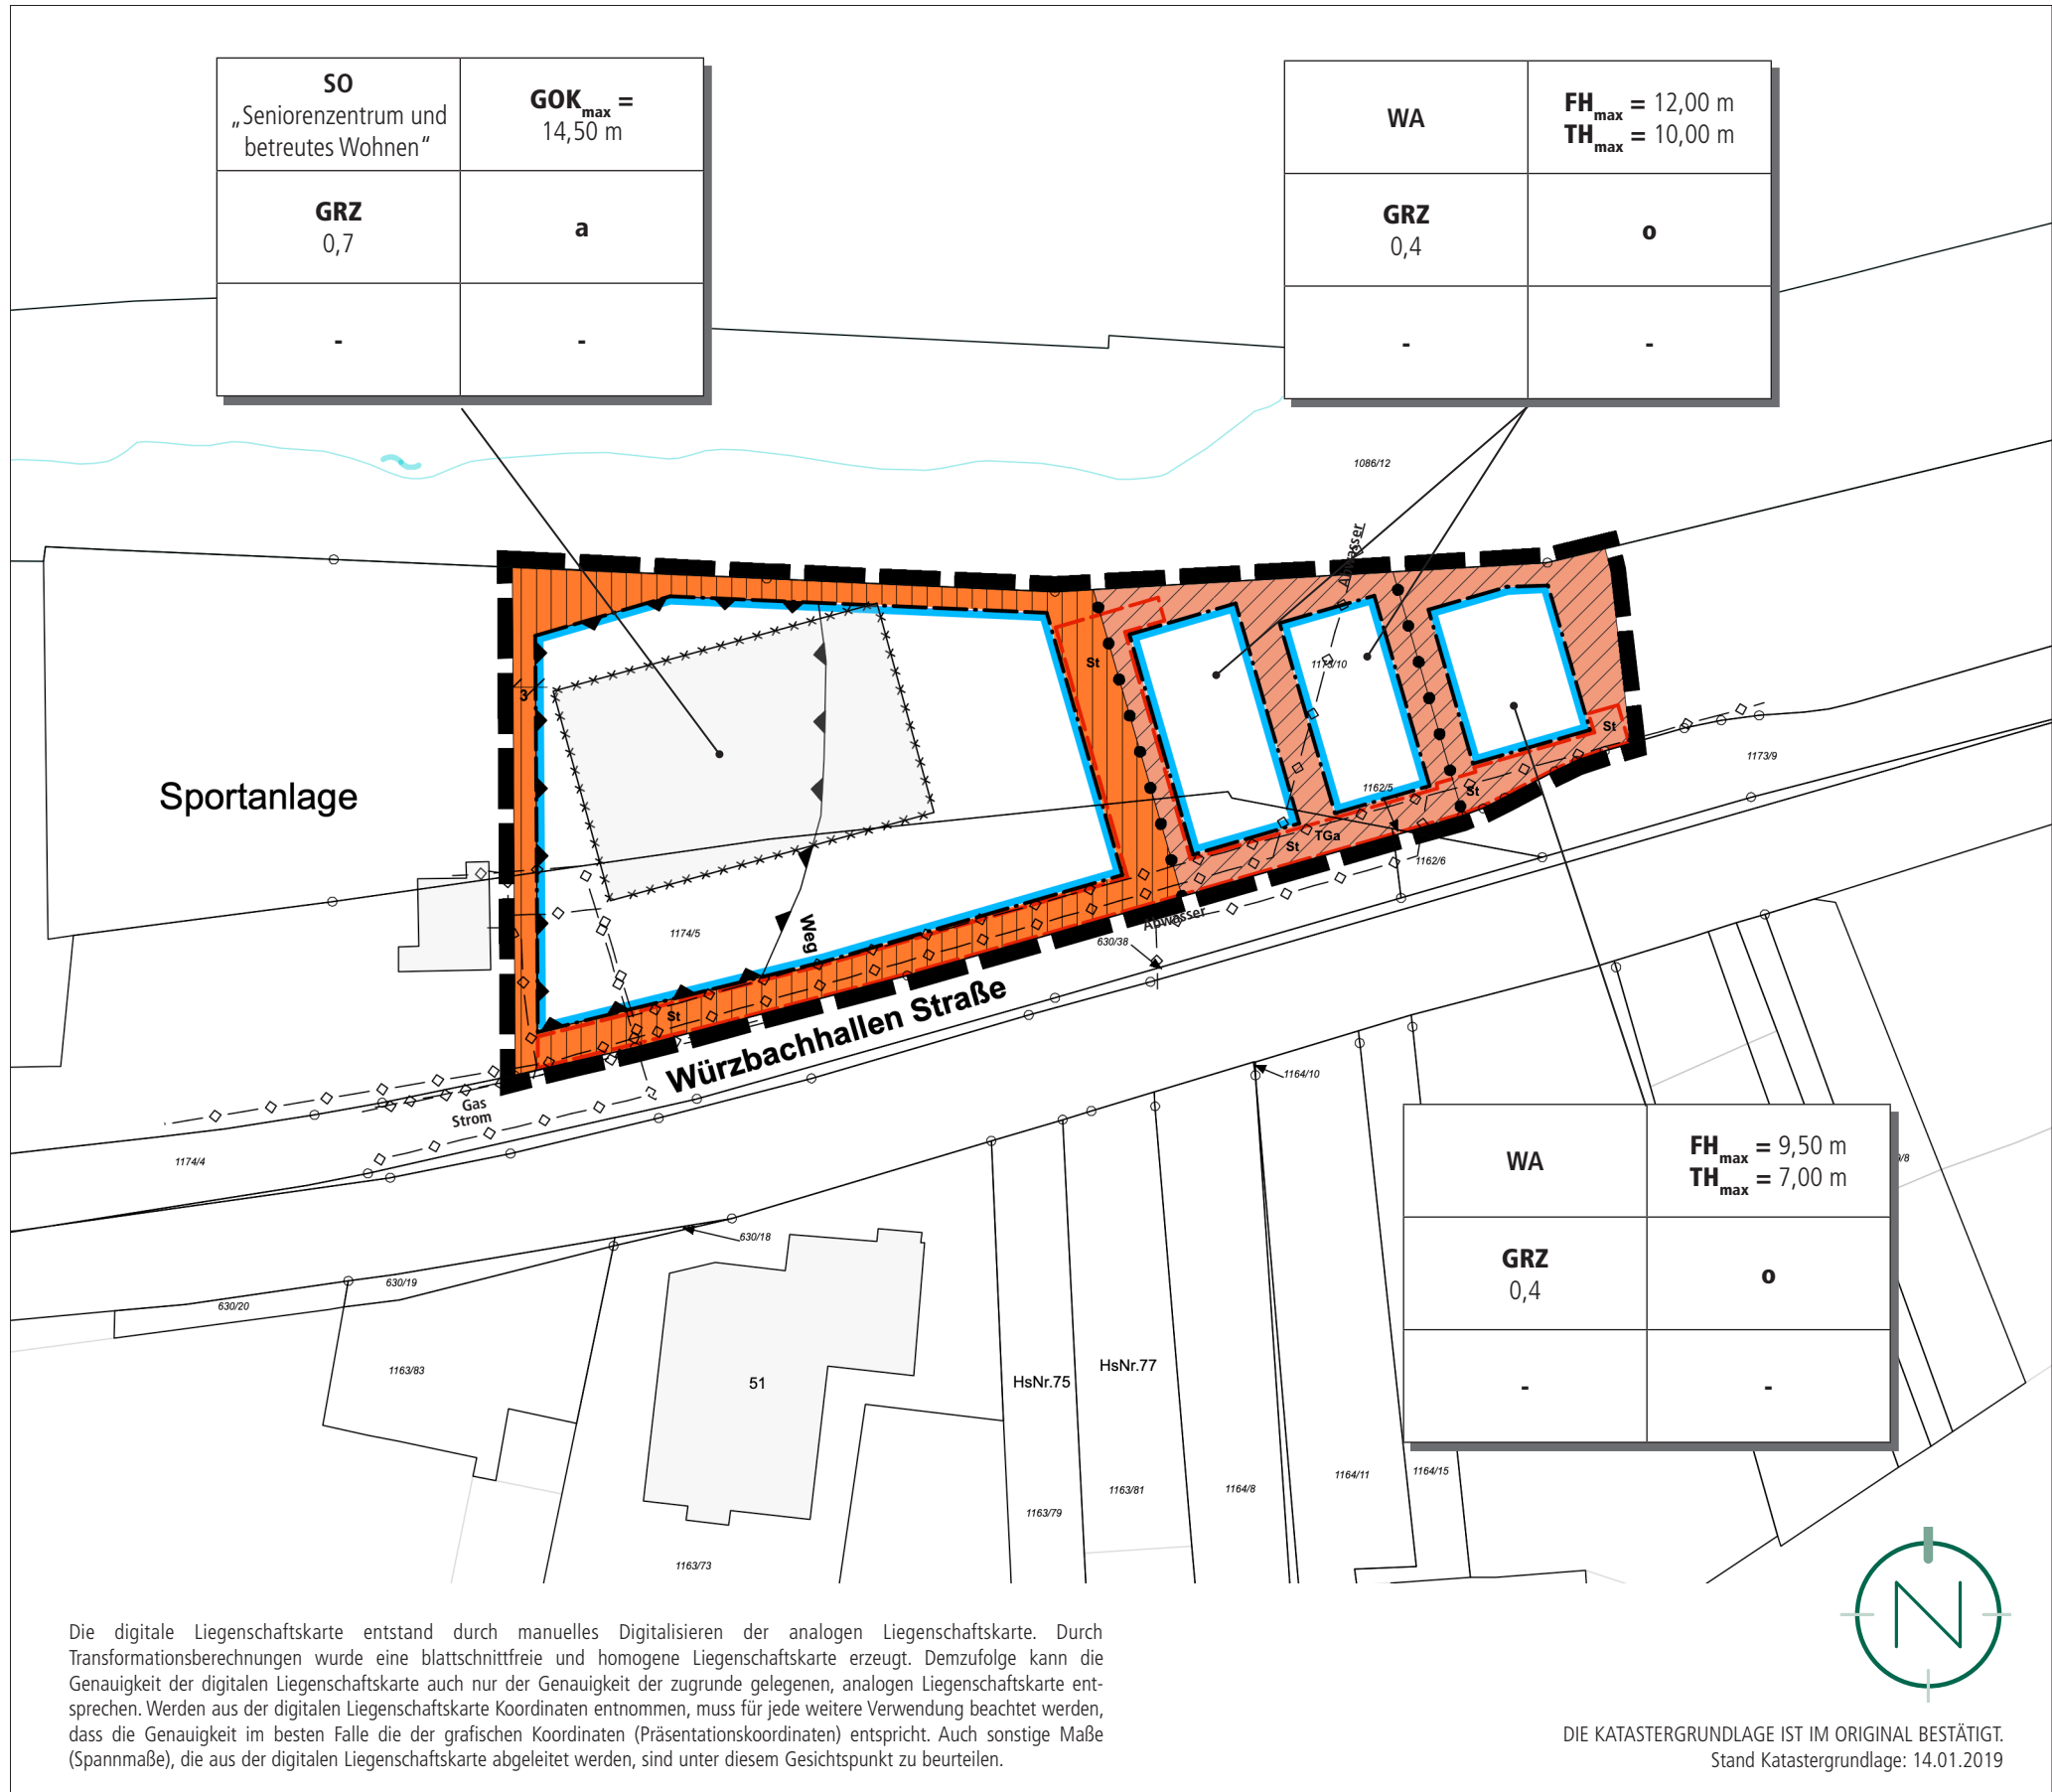 SO
„Seniorenzentrum und
betreutes Wohnen“
GOKmax =
14,50 m
GRZ
0,7
a
-
-
WA
FHmax = 12,00 m
THmax = 10,00 m
GRZ
0,4
o
-
-
1086/12
Abwasser
St
3
1173/10
St
Sportanlage
1173/9
1162/5
St
TGa
St
1162/6
Weg
1174/5
Abwasser
630/38
St
Würzbachhallen Straße
Gas
Strom
1164/10
1174/4
WA
FHmax = 9,50 m
THmax = 7,00 m
GRZ
0,4
o
-
-
/8
630/18
630/19
630/20
1163/83
51
HsNr.75
HsNr.77
1163/79
1163/81
1164/8
1164/11
1164/15
1163/73
N
Die digitale Liegenschaftskarte entstand durch manuelles Digitalisieren der analogen Liegenschaftskarte. Durch
Transformationsberechnungen wurde eine blattschnittfreie und homogene Liegenschaftskarte erzeugt. Demzufolge kann die
Genauigkeit der digitalen Liegenschaftskarte auch nur der Genauigkeit der zugrunde gelegenen, analogen Liegenschaftskarte ent-
sprechen. Werden aus der digitalen Liegenschaftskarte Koordinaten entnommen, muss für jede weitere Verwendung beachtet werden,
dass die Genauigkeit im besten Falle die der grafischen Koordinaten (Präsentationskoordinaten) entspricht. Auch sonstige Maße
(Spannmaße), die aus der digitalen Liegenschaftskarte abgeleitet werden, sind unter diesem Gesichtspunkt zu beurteilen.
DIE KATASTERGRUNDLAGE IST IM ORIGINAL BESTÄTIGT.
Stand Katastergrundlage: 14.01.2019